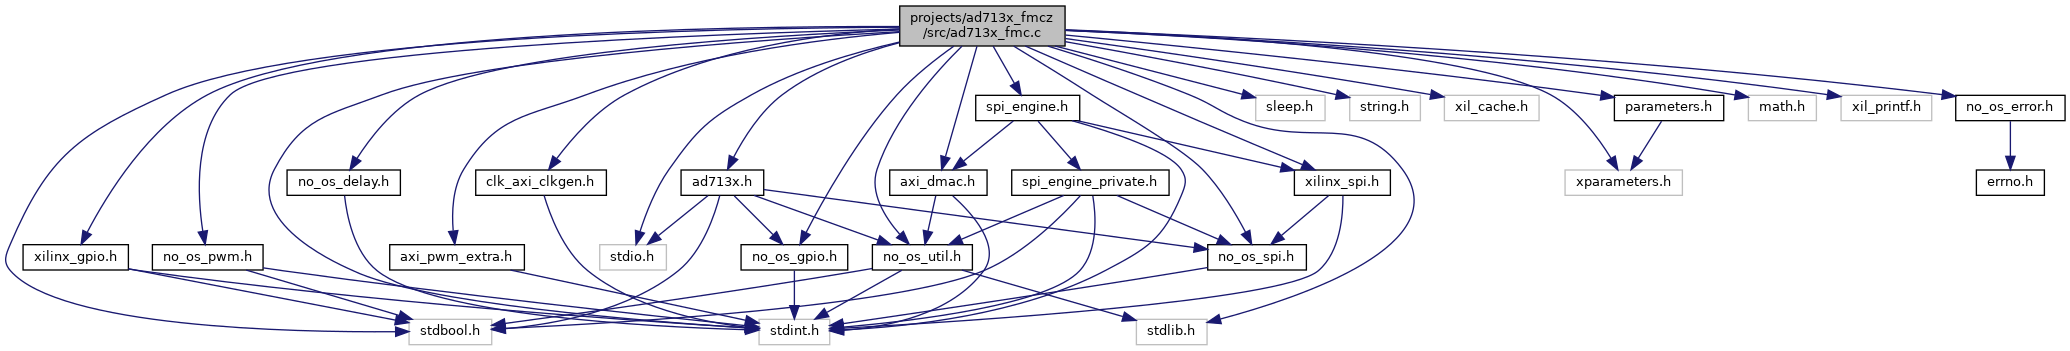 projects/ad713x_fmcz
/src/ad713x_fmc.c
spi_engine.h
sleep.h
string.h
xil_cache.h
parameters.h
math.h
xil_printf.h
no_os_error.h
no_os_delay.h
clk_axi_clkgen.h
ad713x.h
axi_dmac.h
spi_engine_private.h
xilinx_spi.h
xparameters.h
errno.h
xilinx_gpio.h
no_os_pwm.h
axi_pwm_extra.h
stdio.h
no_os_gpio.h
no_os_util.h
no_os_spi.h
stdbool.h
stdint.h
stdlib.h